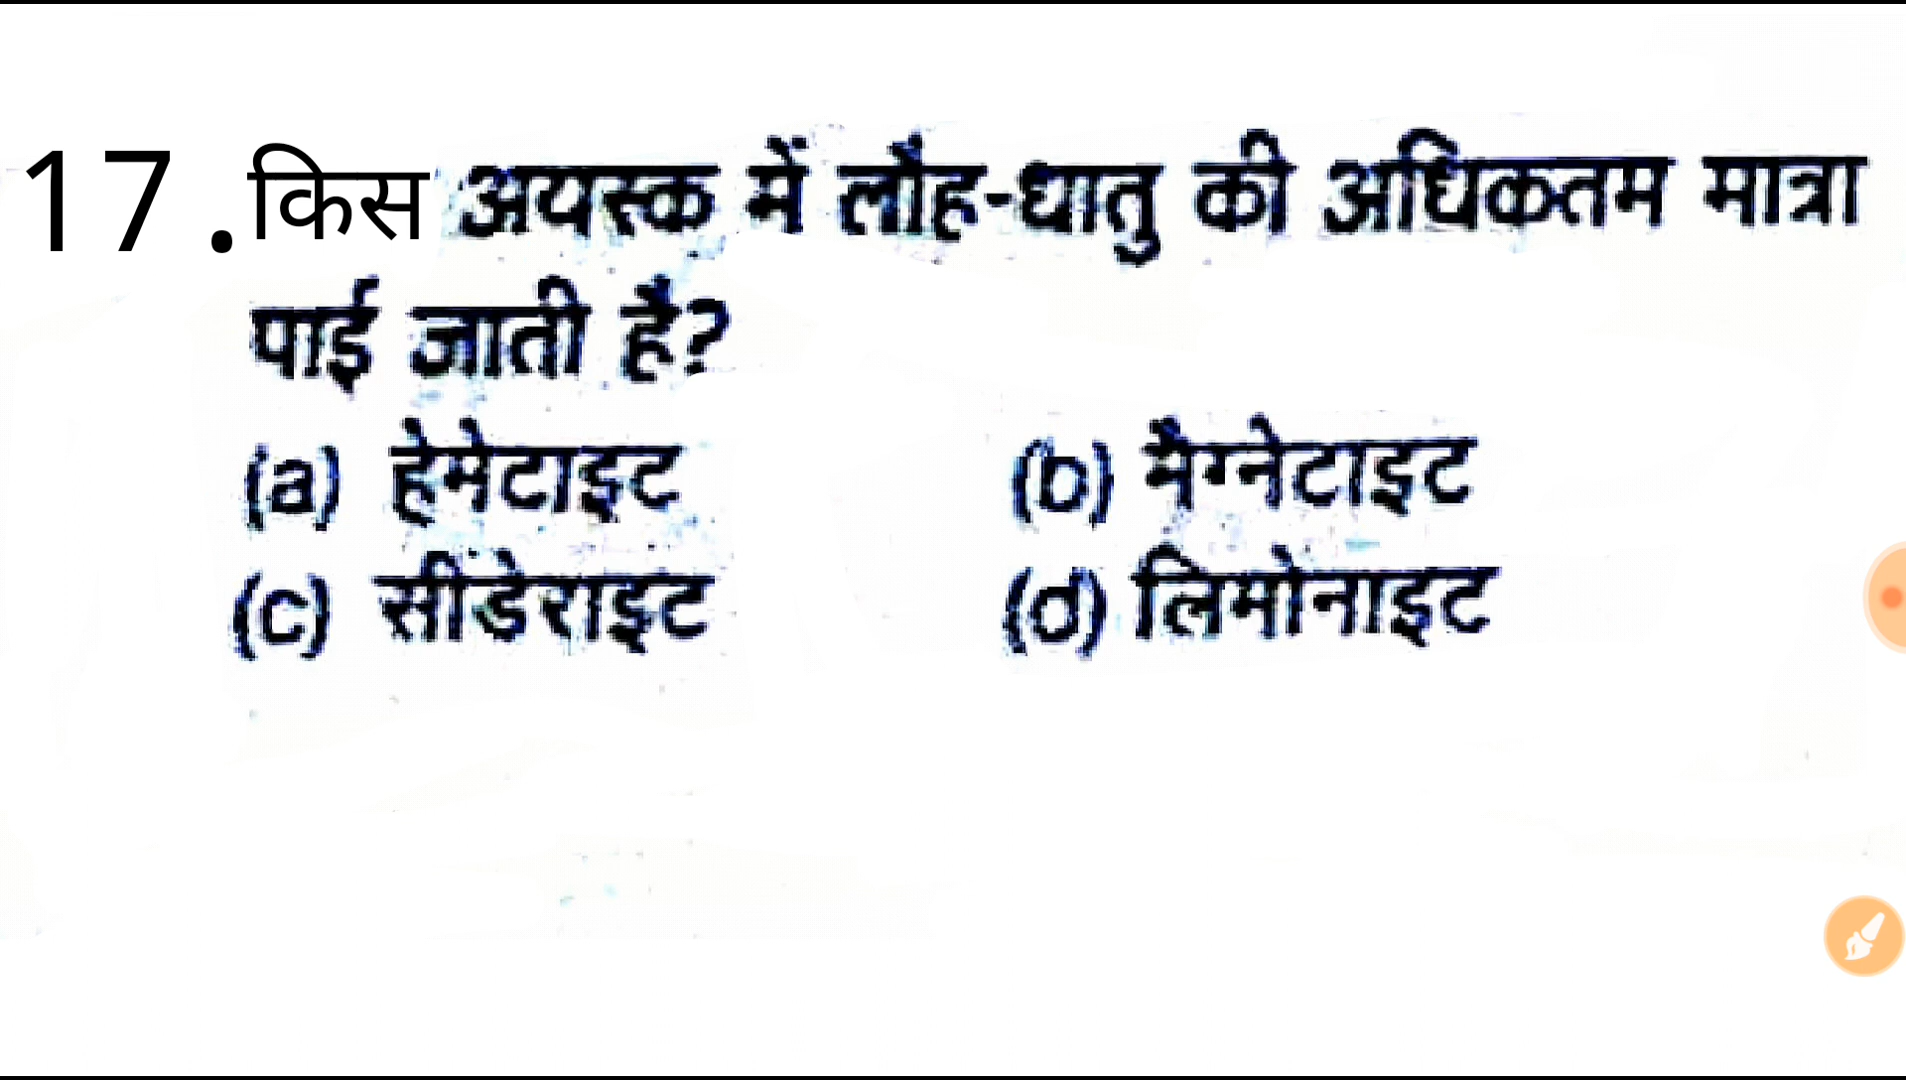 17. किस अयस्क में लौह-धातु की अधिकतम मात्रा
पाई जाती है?
(a) हेमेटाइट (b) मैग्नेटाइट
(c) सींडेराइट (d) लिमोनाइट